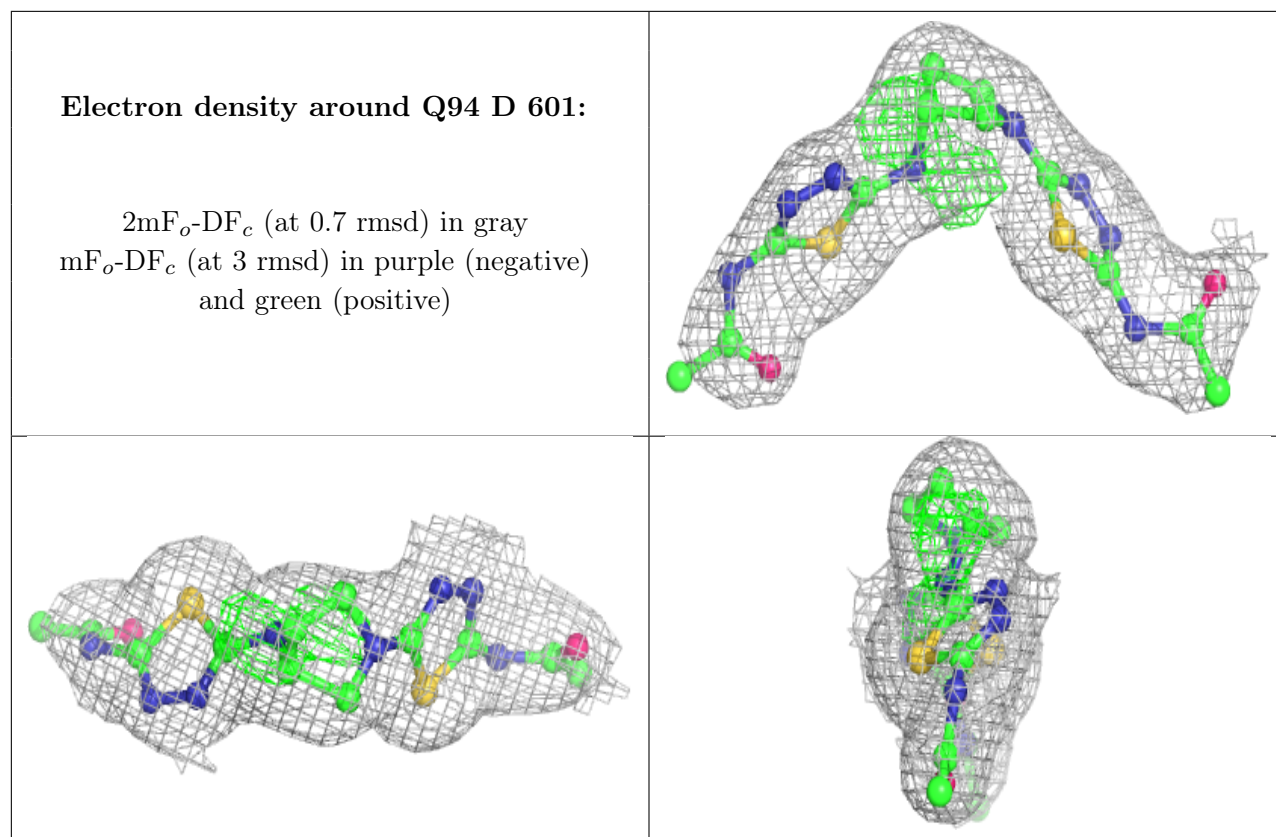 Electron density around Q94 D 601:
2mFo-DFc (at 0.7 rmsd) in gray
mFo-DFc (at 3 rmsd) in purple (negative)
and green (positive)